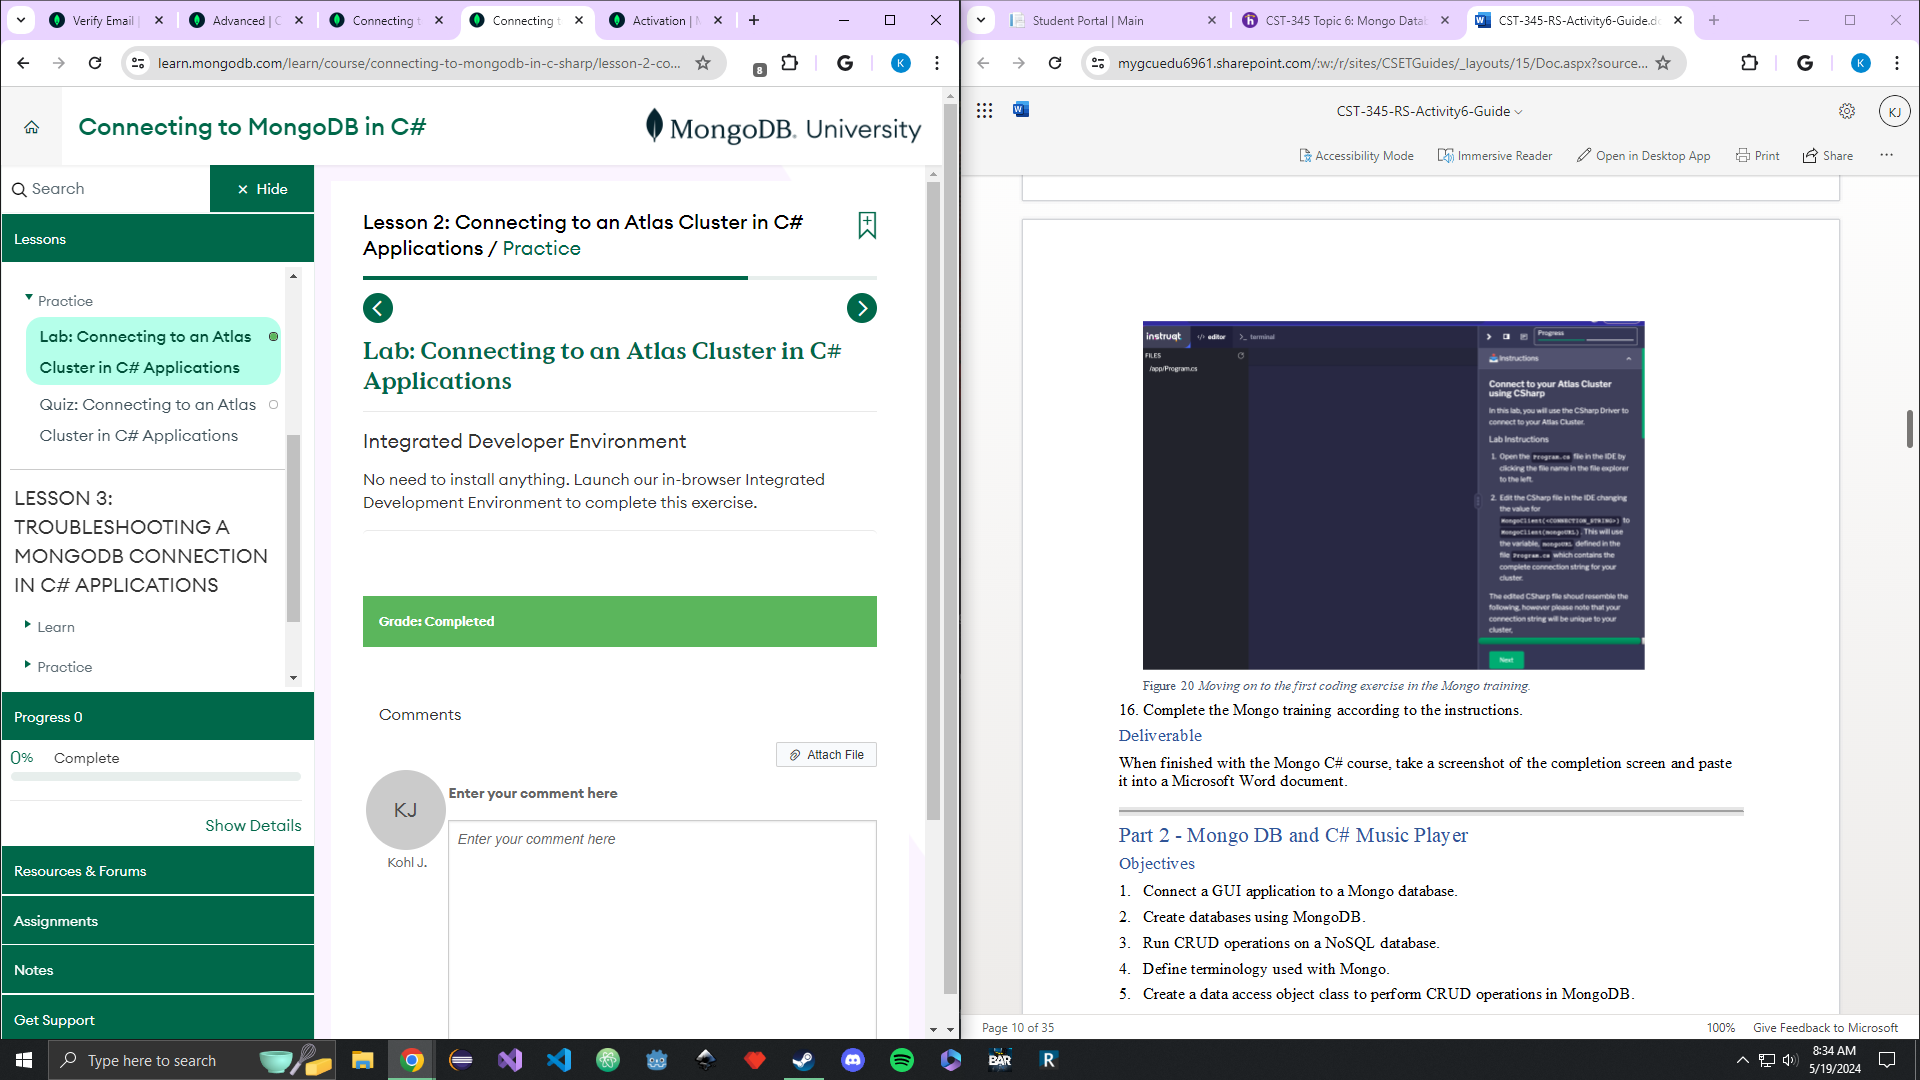 Verify Email |
Advanced | C
Connecting t
Connecting t
Activation | M
learn.mongodb.com/learn/course/connecting-to-mongodb-in-c-sharp/lesson-2-co...
8
G
K
Connecting to MongoDB in C#
MongoDB. University
Search
Hide
Lessons
Practice
Lab: Connecting to an Atlas
Cluster in C# Applications
Quiz: Connecting to an Atlas
Cluster in C# Applications
LESSON 3:
TROUBLESHOOTING A
MONGODB CONNECTION
IN C# APPLICATIONS
Learn
Practice
Progress 0
0% Complete
Show Details
Resources & Forums
Assignments
Notes
Get Support
Lesson 2: Connecting to an Atlas Cluster in C#
Applications / Practice
Lab: Connecting to an Atlas Cluster in C#
Applications
Integrated Developer Environment
No need to install anything. Launch our in-browser Integrated
Development Environment to complete this exercise.
Grade: Completed
Comments
Attach File
KJ
Kohl J.
Enter your comment here
Enter your comment here
Student Portal | Main
CST-345 Topic 6: Mongo Datab
CST-345-RS-Activity6-Guide.do
mygcuedu6961.sharepoint.com/:w:/r/sites/CSETGuides/_layouts/15/Doc.aspx?source...
G
K
CST-345-RS-Activity6-Guide
KJ
Accessibility Mode
Immersive Reader
Open in Desktop App
Print
Share
instruqt
editor
terminal
FILES
/app/Program.cs
Progress
Instructions
Connect to your Atlas Cluster
using CSharp
In this lab, you will use the CSharp Driver to
connect to your Atlas Cluster.
Lab Instructions
1. Open the Program.cs file in the IDE by
clicking the file name in the file explorer
to the left.
2. Edit the CSharp file in the IDE changing
the value for
MongoClient(<CONNECTION_STRING>) to
MongoClient(mongoURL). This will use
the variable, mongoURL defined in the
file Program.cs which contains the
complete connection string for your
cluster.
The edited CSharp file shoud resemble the
following, however please note that your
connection string will be unique to your
cluster,
Next
Figure 20 Moving on to the first coding exercise in the Mongo training.
16. Complete the Mongo training according to the instructions.
Deliverable
When finished with the Mongo C# course, take a screenshot of the completion screen and paste
it into a Microsoft Word document.
Part 2 - Mongo DB and C# Music Player
Objectives
1. Connect a GUI application to a Mongo database.
2. Create databases using MongoDB.
3. Run CRUD operations on a NoSQL database.
4. Define terminology used with Mongo.
5. Create a data access object class to perform CRUD operations in MongoDB.
Page 10 of 35
100%
Give Feedback to Microsoft
Type here to search
BAR
R
8:34 AM
5/19/2024